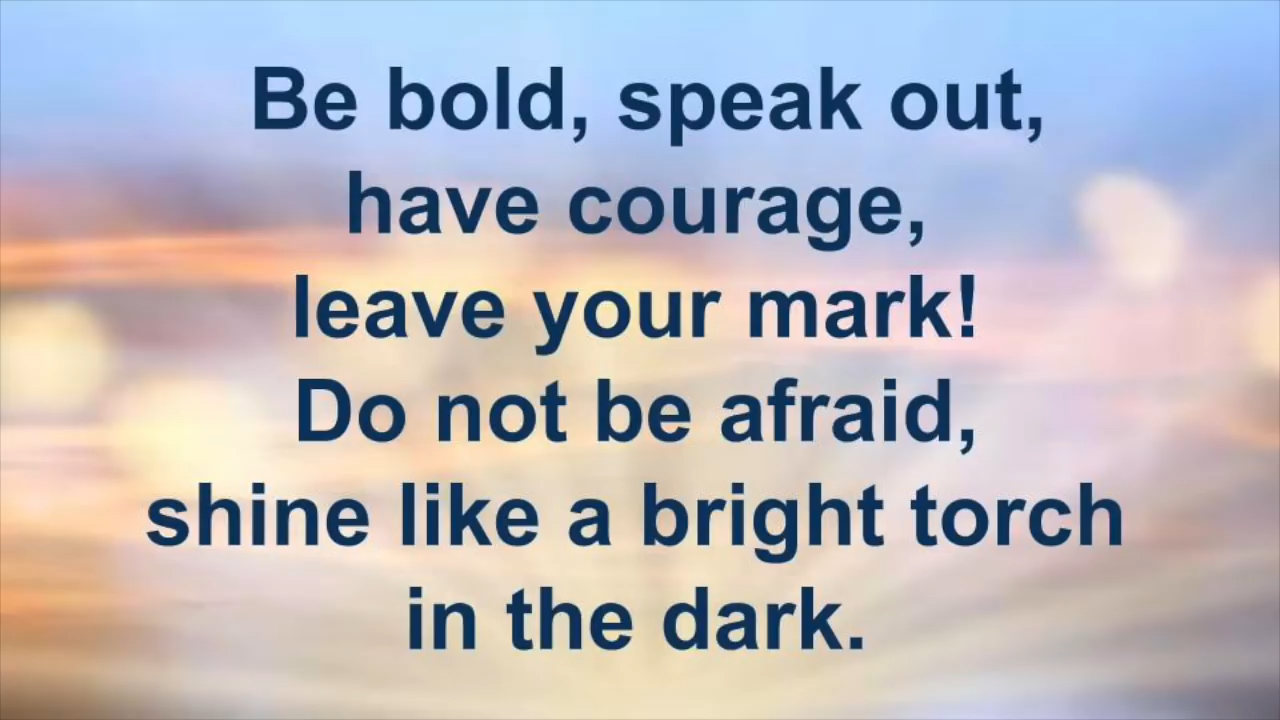 Be bold, speak out,
have courage,
leave your mark!
Do not be afraid,
shine like a bright torch
in the dark.